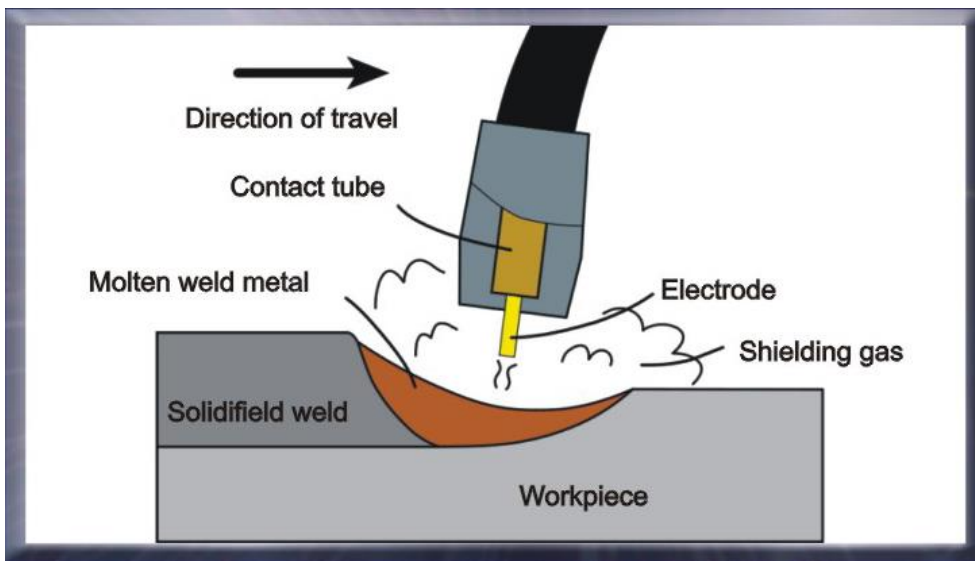 Direction of travel
Contact tube
Molten weld metal
Electrode
Shielding gas
Solidifield weld
Workpiece